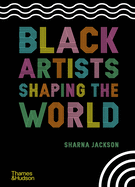 BLACK
ARTISTS
SHAPING
THE
WORLD
SHARNA JACKSON
Thames
&Hudson